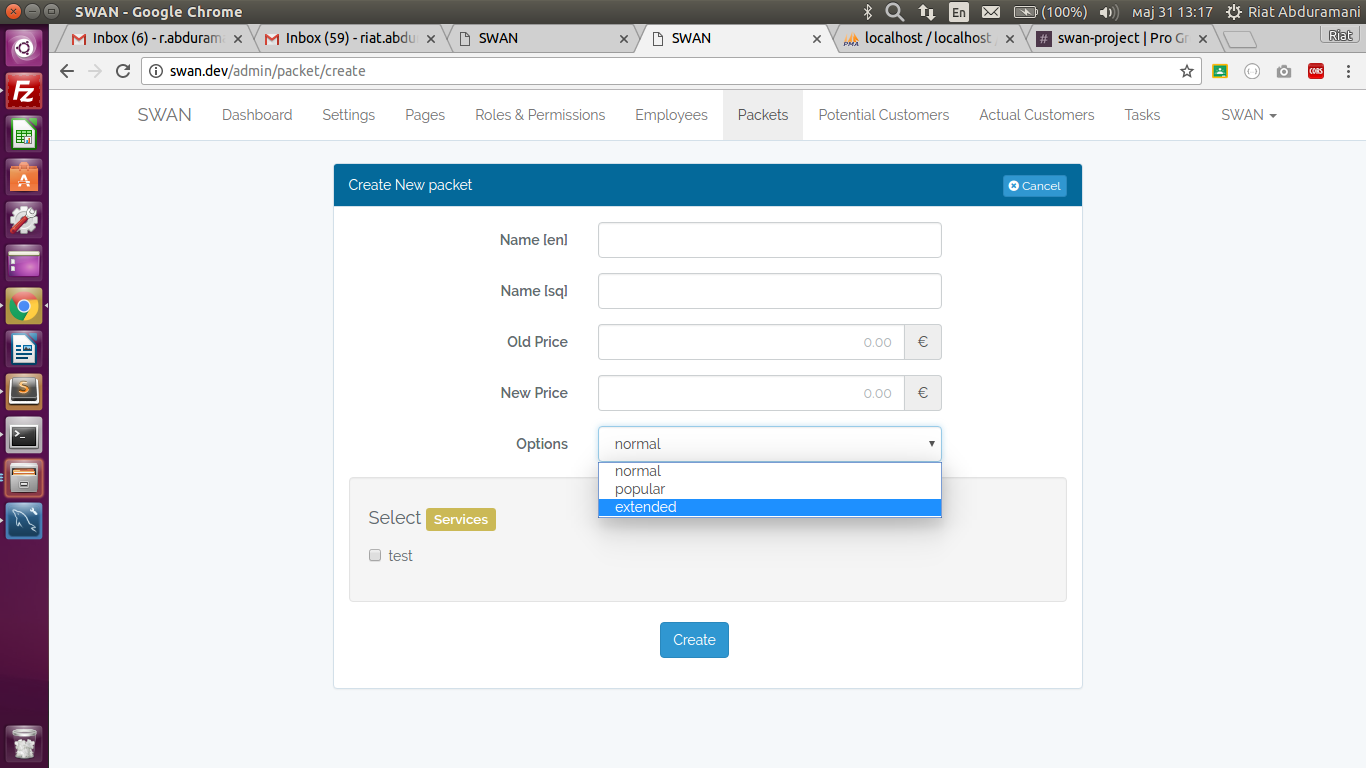 SWAN - Google Chrome
En
(100%)
мај 31 13:17
Riat Abduramani
Inbox (6) - r.abduram
Inbox (59) - riat.abdu
SWAN
SWAN
PMA
localhost / localhost
# swan-project | Pro Gr
Riat
swan.dev/admin/packet/create
CORS
SWAN
Dashboard
Settings
Pages
Roles & Permissions
Employees
Packets
Potential Customers
Actual Customers
Tasks
SWAN
Create New packet
Cancel
Name [en]
Name [sq]
Old Price
0.00 €
New Price
0.00 €
Options
normal
normal
popular
extended
Select Services
test
Create